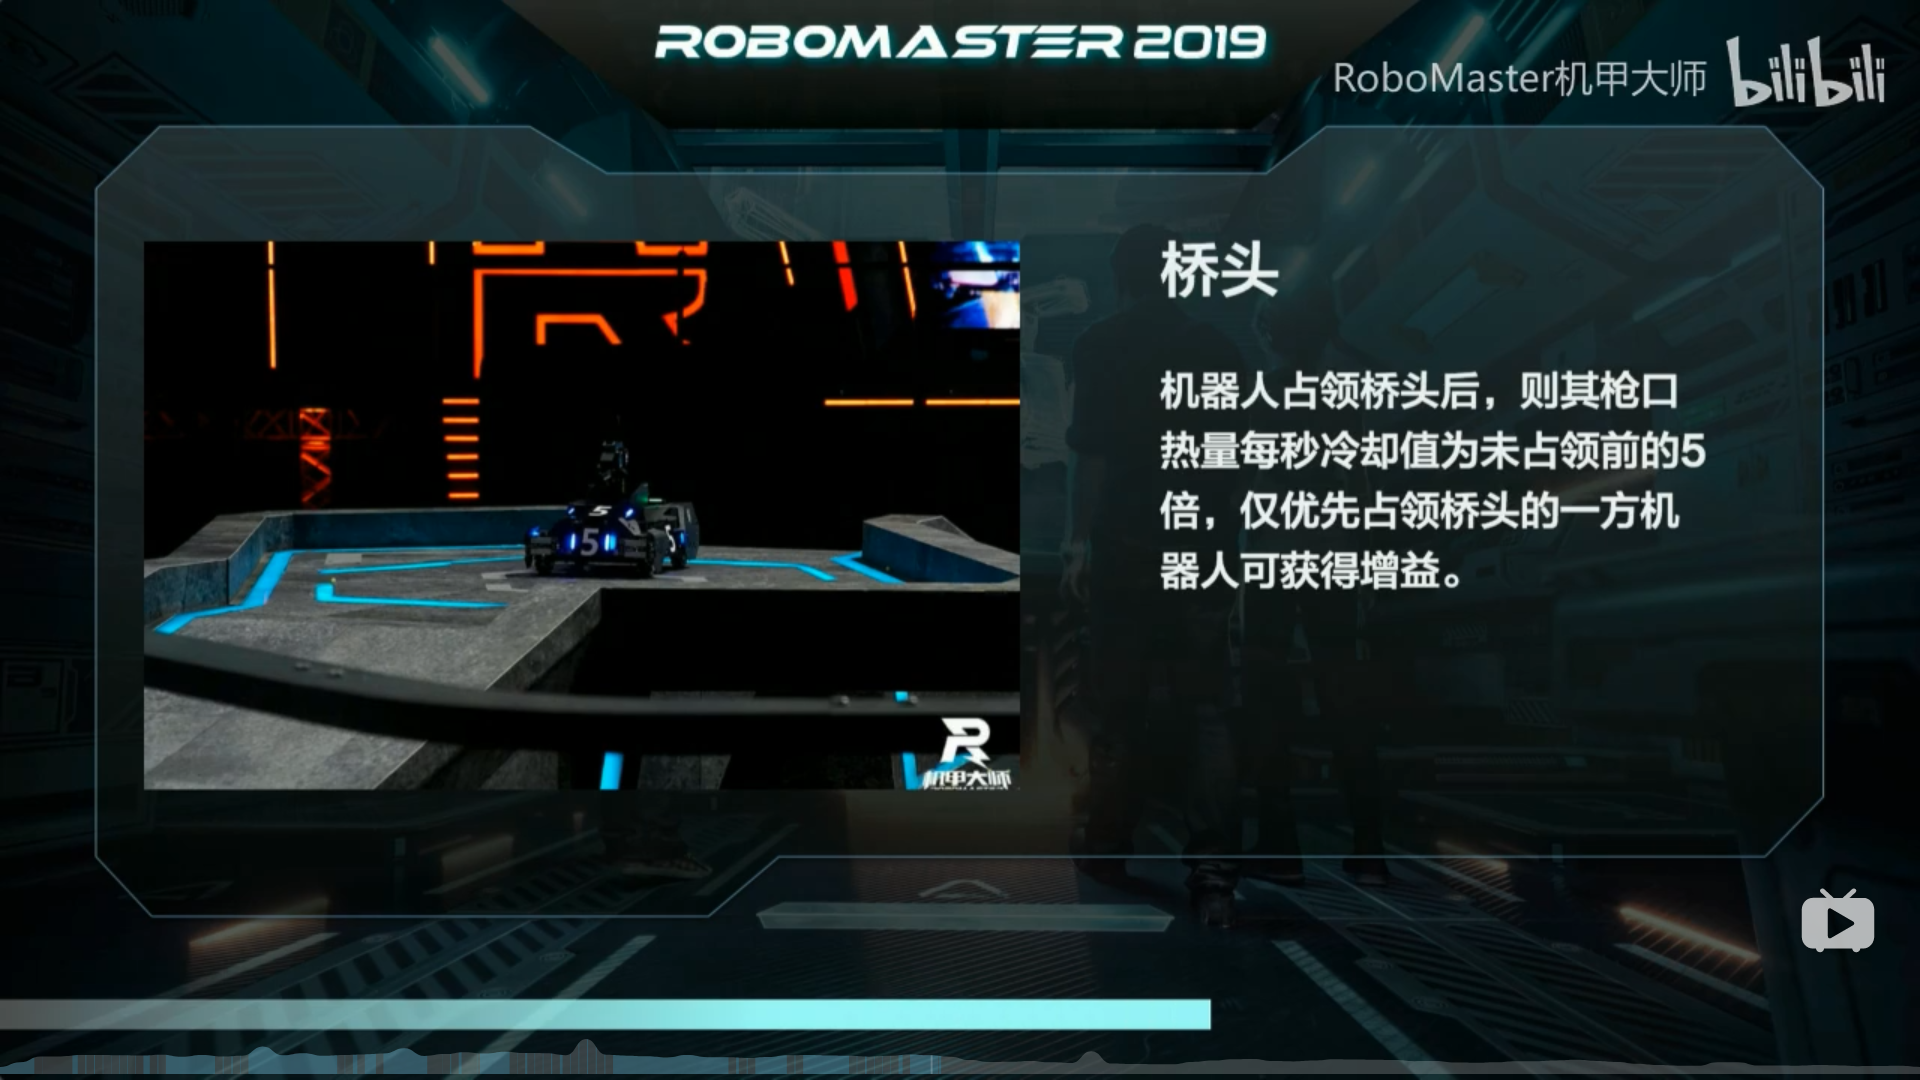 ROBOMASTER 2019
RoboMaster机甲大师 bilibili
桥头
机器人占领桥头后，则其枪口
热量每秒冷却值为未占领前的5
倍，仅优先占领桥头的一方机
器人可获得增益。
5
5
5
机甲大师